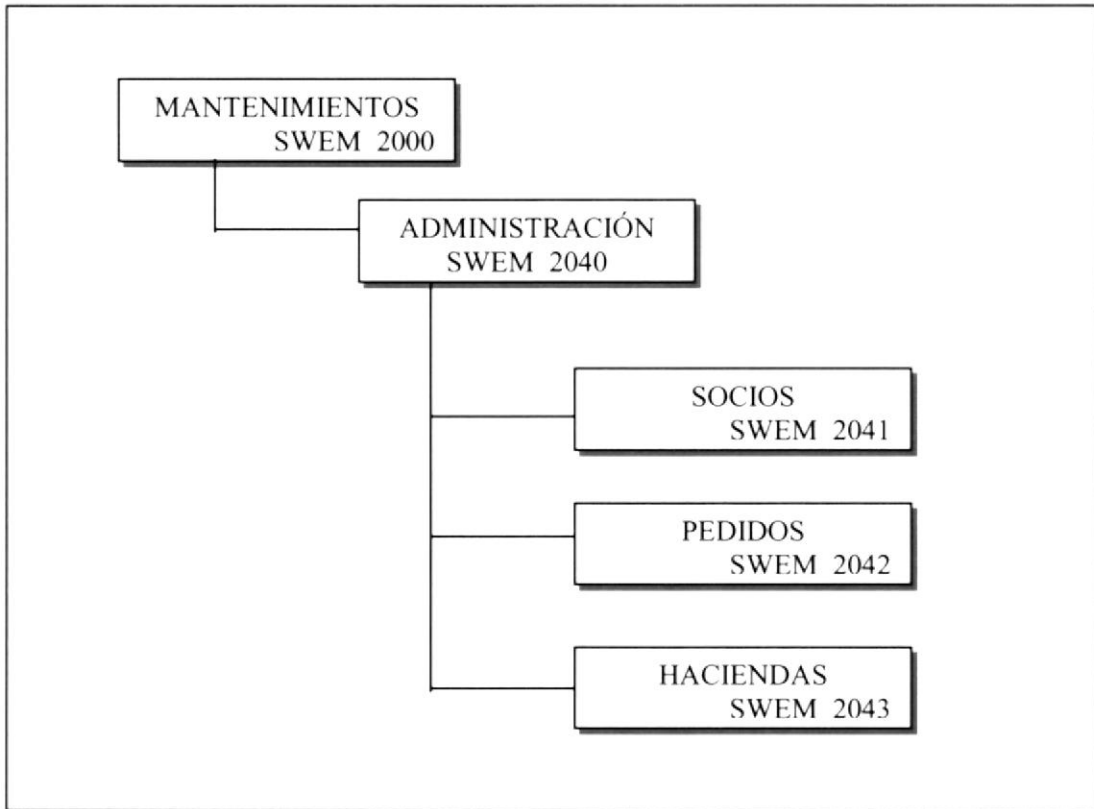 MANTENIMIENTOS
SWEM 2000
ADMINISTRACIÓN
SWEM 2040
SOCIOS
SWEM 2041
PEDIDOS
SWEM 2042
HACIENDAS
SWEM 2043